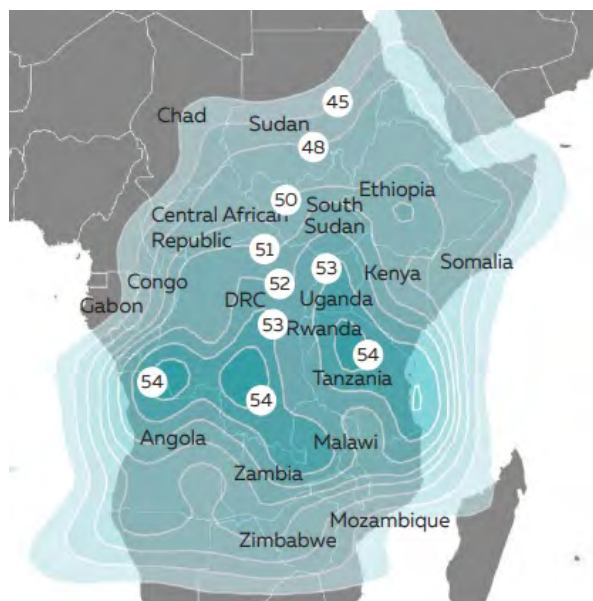 45
Chad
Sudan
48
Ethiopia
50
South
Sudan
Central African
Republic
51
53
Kenya
Somalia
Congo
52
Gabon
DRC
Uganda
53
Rwanda
54
Tanzania
54
54
Angola
Malawi
Zambia
Mozambique
Zimbabwe